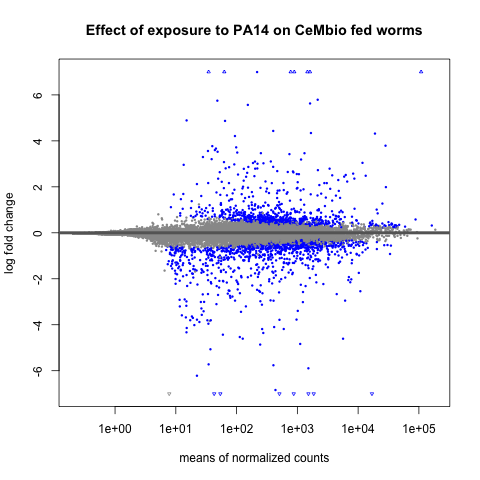 Effect of exposure to PA14 on CeMbio fed worms
log fold change
6
4
2
0
-2
-4
-6
1e+00 1e+01 1e+02 1e+03 1e+04 1e+05
means of normalized counts